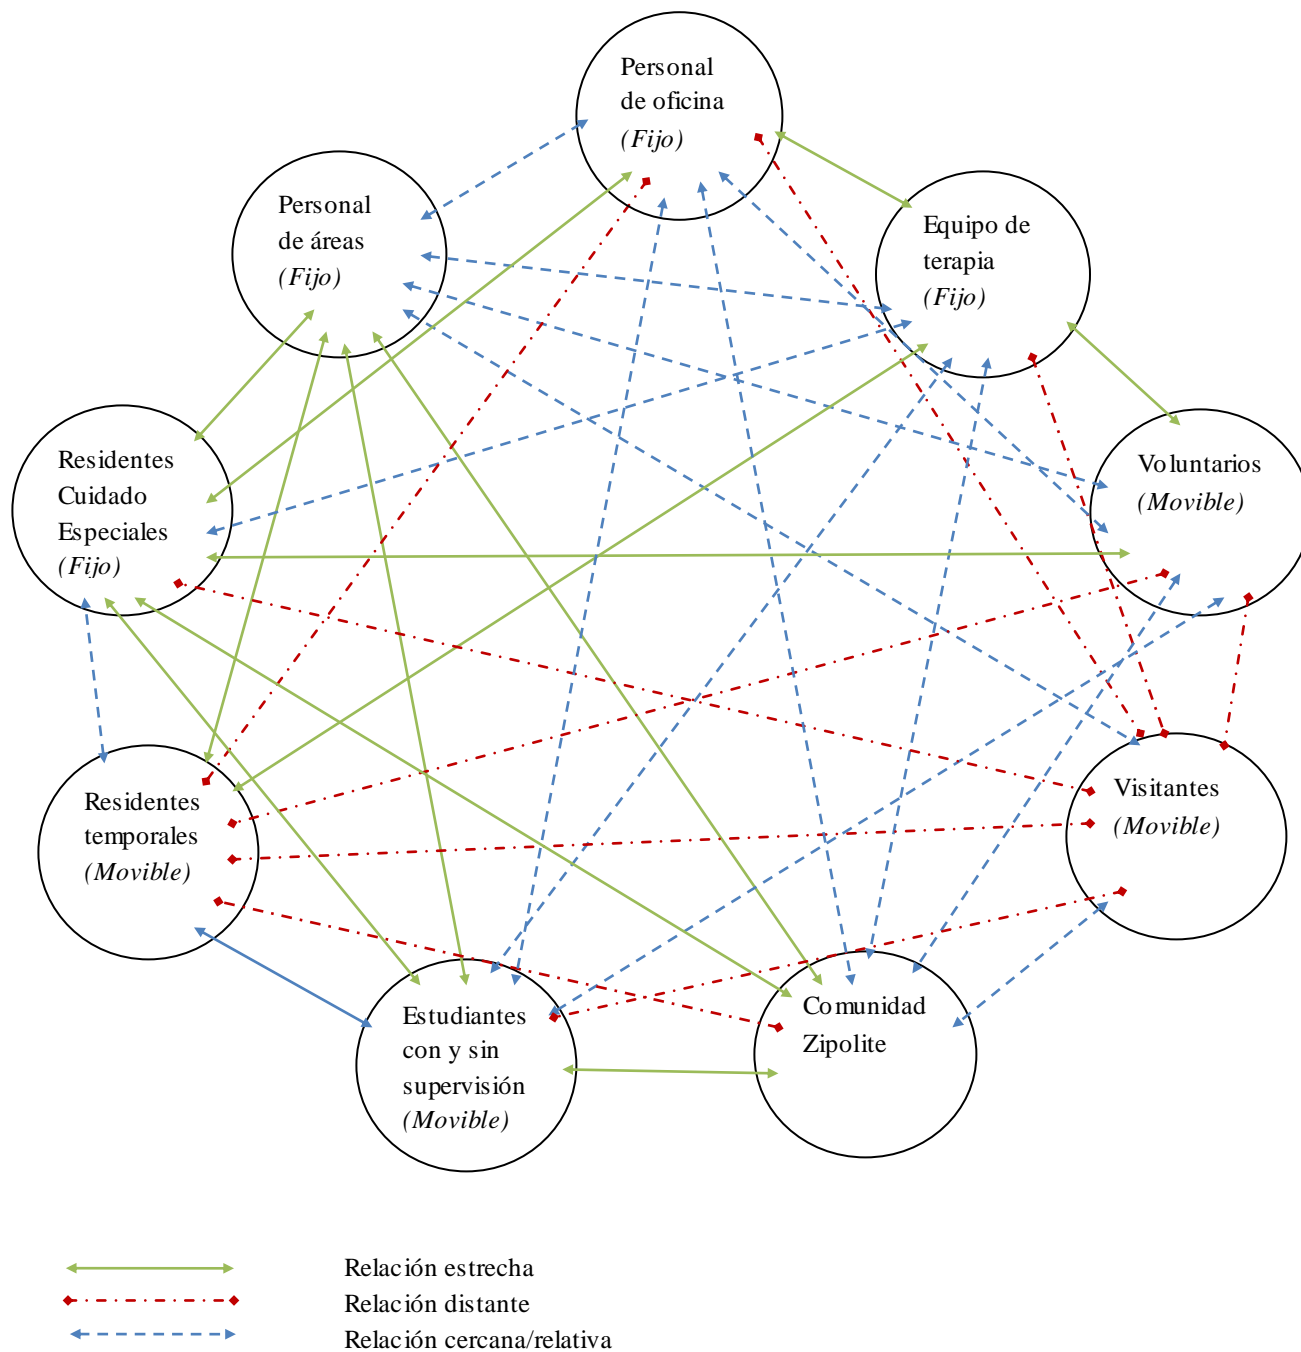 Personal
de oficina
(Fijo)
Personal
de áreas
(Fijo)
Equipo de
terapia
(Fijo)
Residentes
Cuidado
Especiales
(Fijo)
Voluntarios
(Movible)
Residentes
temporales
(Movible)
Visitantes
(Movible)
Estudiantes
con y sin
supervisión
(Movible)
Comunidad
Zipolite
Relación estrecha
Relación distante
Relación cercana/relativa